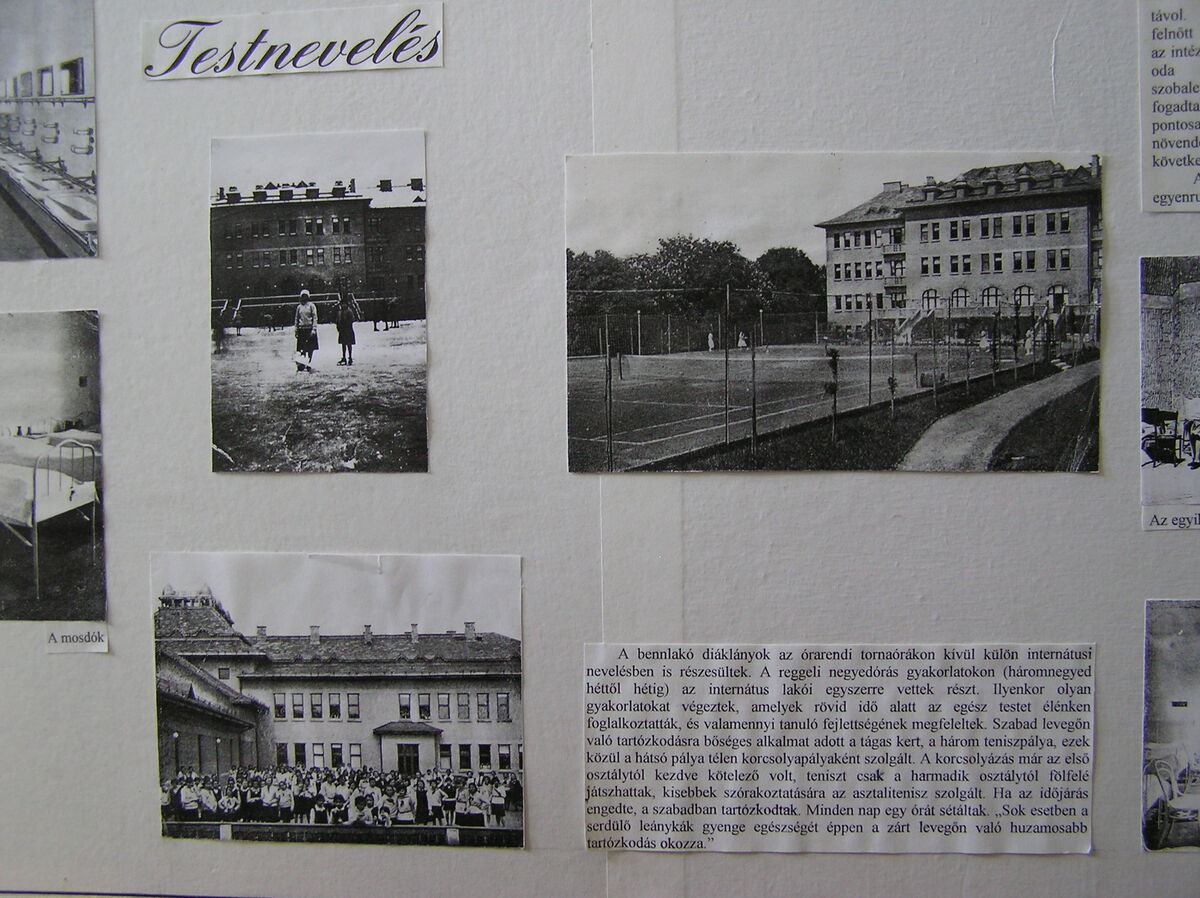 Testnevelés
távol.
felnőtt
az intéz
oda
szobale
fogadta
pontosa
növende
követke
A
egyenru
Az egyik
A mosdók
A bennlakó diáklányok az órarendi tornaórákon kívül külön internátusi
nevelésben is részesültek. A reggeli negyedórás gyakorlatokon (háromnegyed
héttől hétig) az internátus lakói egyszerre vettek részt. Ilyenkor olyan
gyakorlatokat végeztek, amelyek rövid idő alatt az egész testet élénken
foglalkoztatták, és valamennyi tanuló fejlettségének megfeleltek. Szabad levegőn
való tartózkodásra bőséges alkalmat adott a tágas kert, a három teniszpálya, ezek
közül a hátsó pálya télen korcsolyapályaként szolgált. A korcsolyázás már az első
osztálytól kezdve kötelező volt, teniszt csak a harmadik osztálytól fölfelé
játszhattak, kisebbek szórakoztatására az asztalitenisz szolgált. Ha az időjárás
engedte, a szabadban tartózkodtak. Minden nap egy órát sétáltak. „Sok esetben a
serdülő leánykák gyenge egészségét éppen a zárt levegőn való huzamosabb
tartózkodás okozza.”